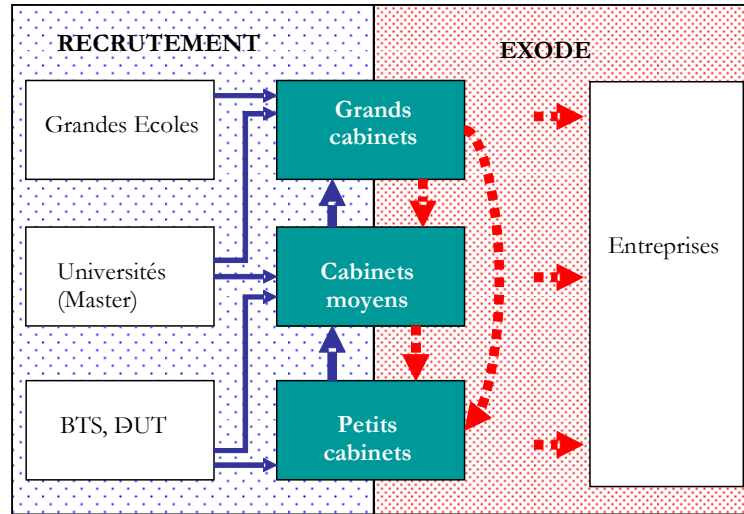 RECRUTEMENT
EXODE
Grandes Ecoles
Grands
cabinets
Entreprises
Universités
(Master)
Cabinets
moyens
BTS, DUT
Petits
cabinets